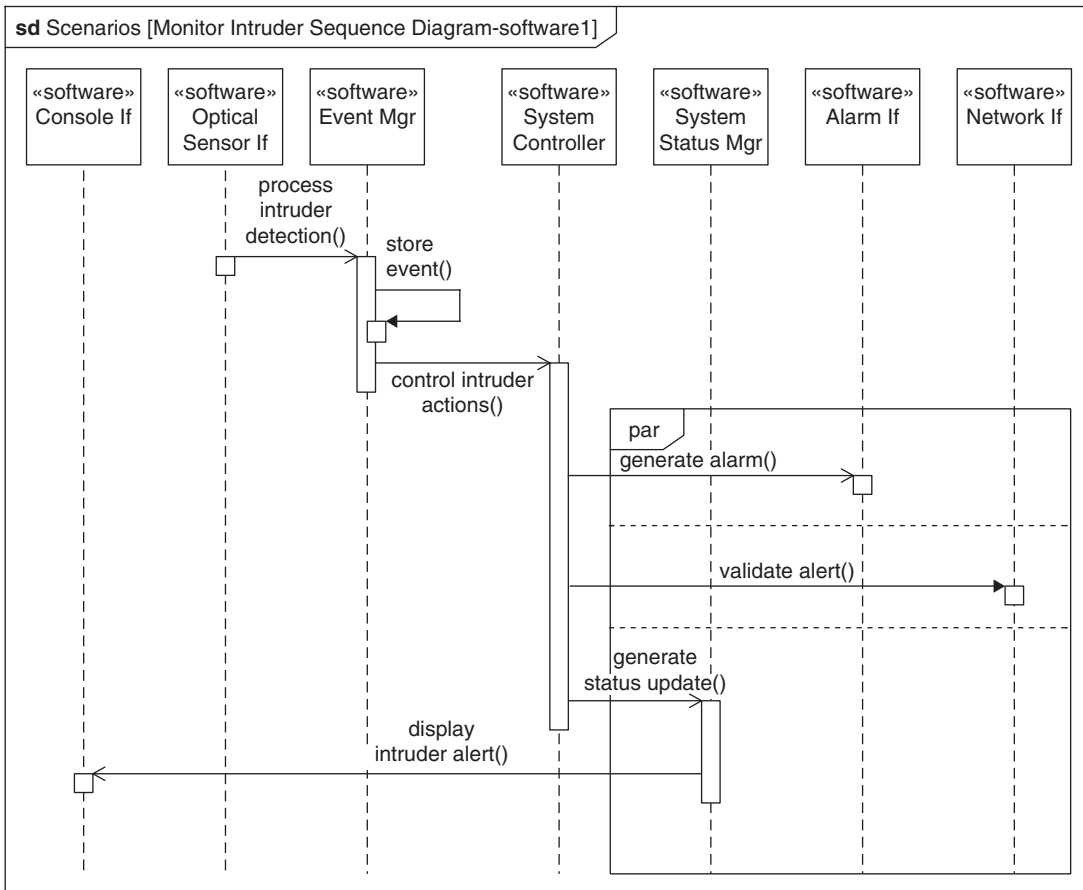 sd Scenarios [Monitor Intruder Sequence Diagram-software1]
«software»
Console If
«software»
Optical
Sensor If
«software»
Event Mgr
«software»
System
Controller
«software»
System
Status Mgr
«software»
Alarm If
«software»
Network If
process
intruder
detection()
store
event()
control intruder
actions()
par
generate alarm()
validate alert()
generate
status update()
display
intruder alert()